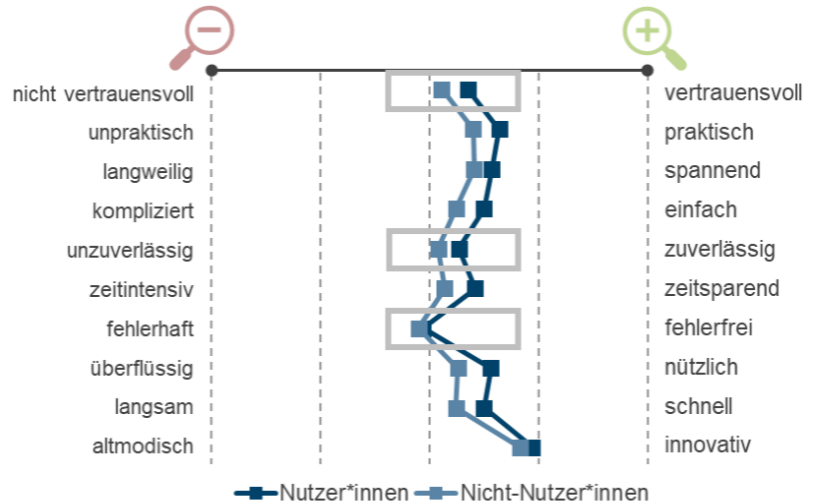 nicht vertrauensvoll vertrauensvoll
unpraktisch praktisch
langweilig spannend
kompliziert einfach
unzuverlässig zuverlässig
zeitintensiv zeitsparend
fehlerhaft fehlerfrei
überflüssig nützlich
langsam schnell
altmodisch innovativ
Nutzer*innen Nicht-Nutzer*innen